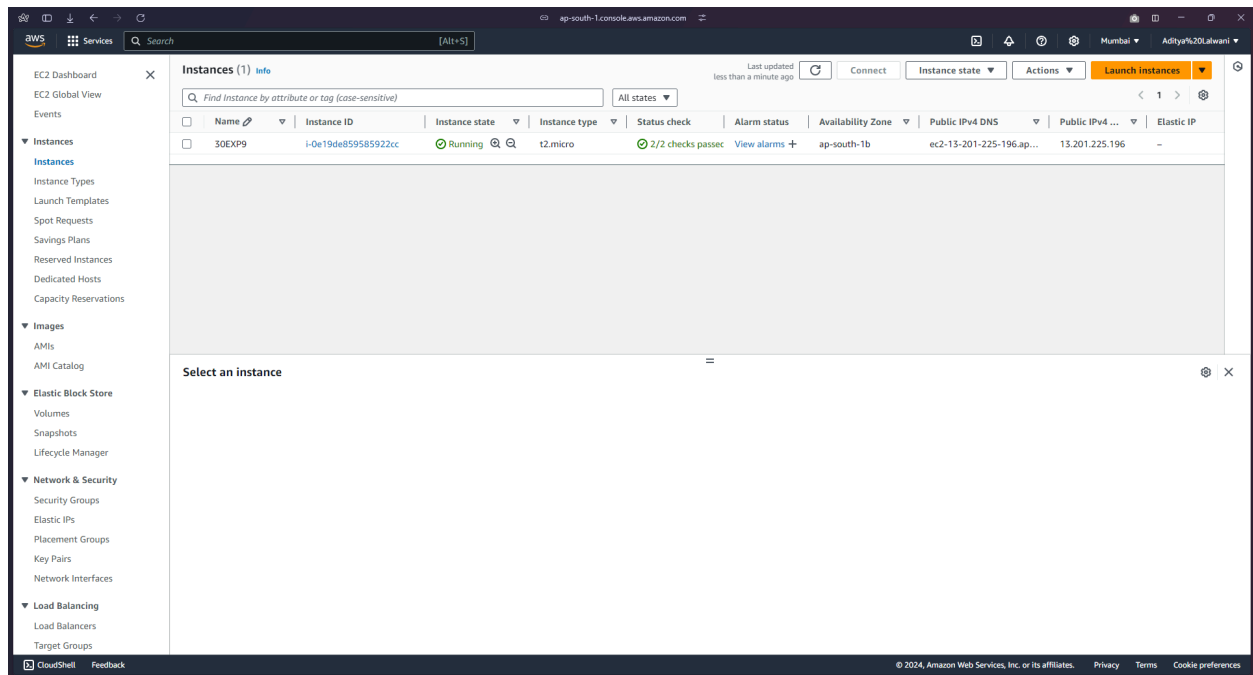 ap-south-1.console.aws.amazon.com
aws Services Search [Alt+S] Mumbai ▼ Aditya%20Lalwani ▼
EC2 Dashboard
EC2 Global View
Events
▼ Instances
Instances
Instance Types
Launch Templates
Spot Requests
Savings Plans
Reserved Instances
Dedicated Hosts
Capacity Reservations
▼ Images
AMIs
AMI Catalog
▼ Elastic Block Store
Volumes
Snapshots
Lifecycle Manager
▼ Network & Security
Security Groups
Elastic IPs
Placement Groups
Key Pairs
Network Interfaces
▼ Load Balancing
Load Balancers
Target Groups
Instances (1) Info
Last updated
less than a minute ago
Connect Instance state ▼ Actions ▼ Launch instances ▼
Find Instance by attribute or tag (case-sensitive) All states ▼ < 1 >
Name Instance ID Instance state Instance type Status check Alarm status Availability Zone Public IPv4 DNS Public IPv4 ... Elastic IP
30EXP9 i-0e19de859585922cc Running t2.micro 2/2 checks passec View alarms + ap-south-1b ec2-13-201-225-196.ap... 13.201.225.196 –
Select an instance
CloudShell Feedback © 2024, Amazon Web Services, Inc. or its affiliates. Privacy Terms Cookie preferences